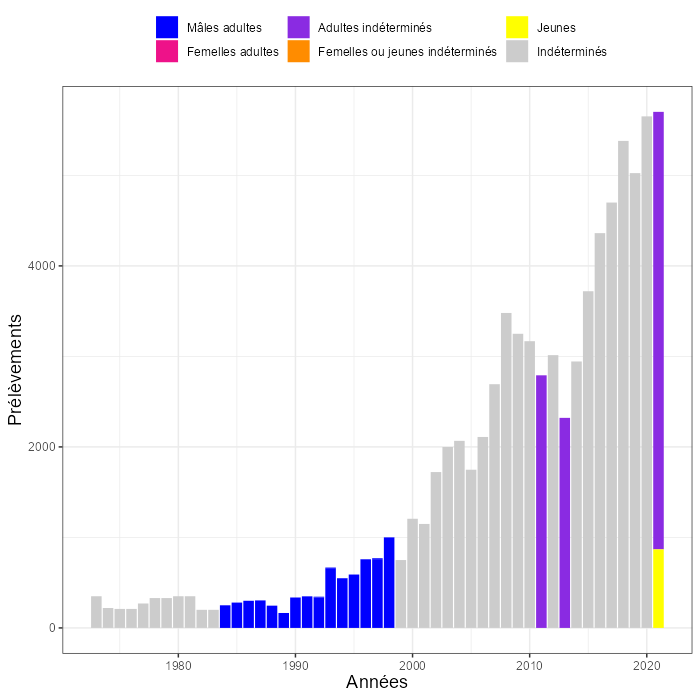 Mâles adultes
Adultes indéterminés
Jeunes
Femelles adultes
Femelles ou jeunes indéterminés
Indéterminés
Prélèvements
4000
2000
0
1980
1990
2000
2010
2020
Années